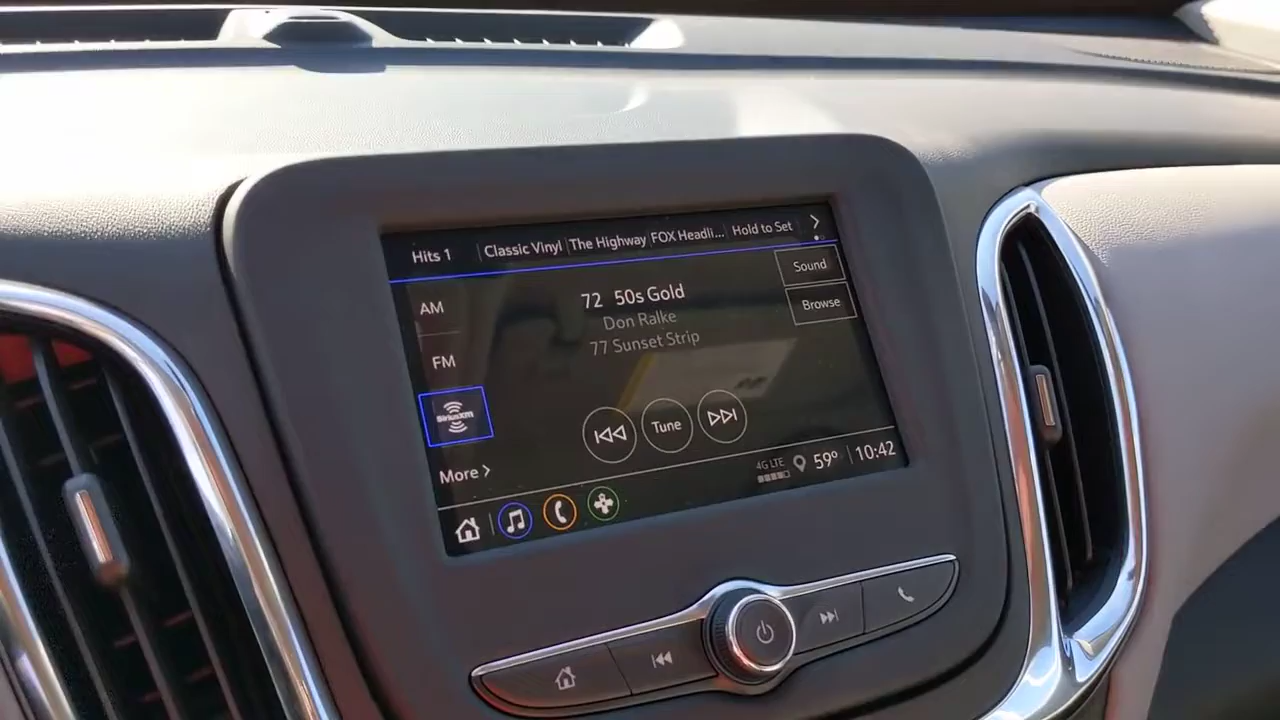 Hits 1 Classic Vinyl The Highway FOX Headli... Hold to Set
Sound
AM
72 50s Gold
Browse
Don Ralke
77 Sunset Strip
FM
SiriusXM
Tune
More
4G LTE
59° 10:42